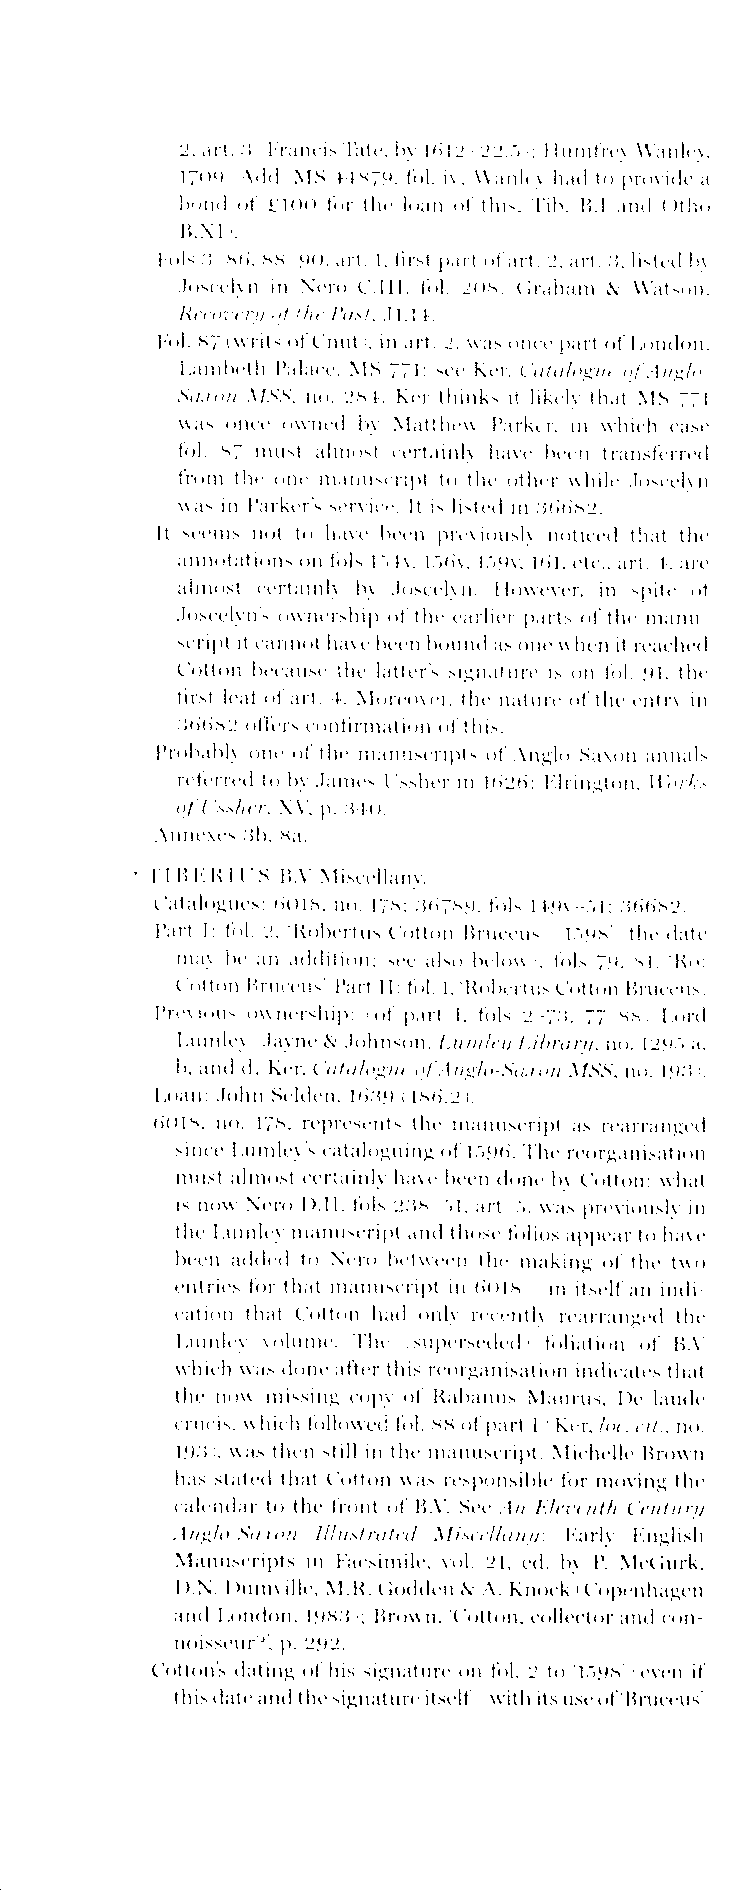 2, art. 3 (Francis Tate, by 1612 (22.5); Humfrey Wanley,
1709 (Add. MS 44879, fol. iv, Wanley had to provide a
bond of £100 for the loan of this, Tib. B.I and Otho
B.XI).
Fols 3–86, 88–90, art. 1, first part of art. 2, art. 3, listed by
Joscelyn in Nero C.III, fol. 208. Graham & Watson,
Recovery of the Past, J1.14.
Fol. 87 (writs of Cnut), in art. 2, was once part of London,
Lambeth Palace, MS 771: see Ker, Catalogue of Anglo-
Saxon MSS, no. 284. Ker thinks it likely that MS 771
was once owned by Matthew Parker, in which case
fol. 87 must almost certainly have been transferred
from the one manuscript to the other while Joscelyn
was in Parker's service. It is listed in 36682.
It seems not to have been previously noticed that the
annotations on fols 154v, 156v, 159v, 161, etc., art. 4, are
almost certainly by Joscelyn. However, in spite of
Joscelyn's ownership of the earlier parts of the manu-
script it cannot have been bound as one when it reached
Cotton because the latter's signature is on fol. 91, the
first leaf of art. 4. Moreover, the nature of the entry in
36682 offers confirmation of this.
Probably one of the manuscripts of Anglo-Saxon annals
referred to by James Ussher in 1626: Elrington, Works
of Ussher, XV, p. 340.
Annexes 3b, 8a.
TIBERIUS B.V Miscellany.
Catalogues: 6018, no. 178; 36789, fols 149v–51; 36682.
Part I: fol. 2, 'Robertus Cotton Bruceus 1598' (the date
may be an addition; see also below), fols 79, 81, 'Ro:
Cotton Bruceus' Part II: fol. 1, 'Robertus Cotton Bruceus.
Previous ownership: (of part I, fols 2–73, 77–88) Lord
Lumley (Jayne & Johnson, Lumley Library, no. 1295 a,
b, and d, Ker, Catalogue of Anglo-Saxon MSS, no. 193).
Loan: John Selden, 1639 (186.2).
6018, no. 178, represents the manuscript as rearranged
since Lumley's cataloguing of 1596. The reorganisation
must almost certainly have been done by Cotton: what
is now Nero D.II, fols 238–51, art. 5, was previously in
the Lumley manuscript and those folios appear to have
been added to Nero between the making of the two
entries for that manuscript in 6018 – in itself an indi-
cation that Cotton had only recently rearranged the
Lumley volume. The (superseded) foliation of B.V
which was done after this reorganisation indicates that
the now missing copy of Rabanus Maurus, De laude
crucis, which followed fol. 88 of part I (Ker, loc. cit., no.
193), was then still in the manuscript. Michelle Brown
has stated that Cotton was responsible for moving the
calendar to the front of B.V. See An Eleventh Century
Anglo-Saxon Illustrated Miscellany: Early English
Manuscripts in Facsimile, vol. 21, ed. by P. McGurk,
D.N. Dumville, M.R. Godden & A. Knock (Copenhagen
and London, 1983); Brown, 'Cotton, collector and con-
noisseur?', p. 292.
Cotton's dating of his signature on fol. 2 to '1598' (even if
this date and the signature itself – with its use of 'Bruceus'